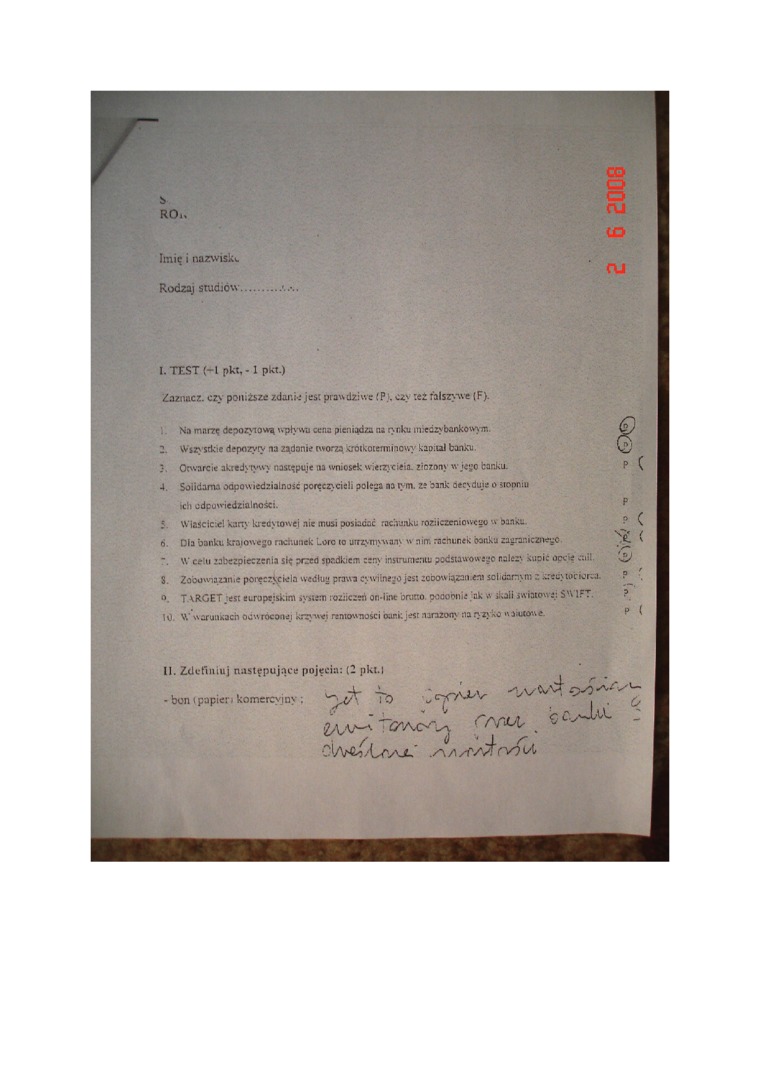 S
RO
2 6 2008
Imię i nazwisko
Rodzaj studiów............
I. TEST (+1 pkt, - 1 pkt.)
Zaznacz, czy poniższe zdanie jest prawdziwe (P), czy też fałszywe (F).
1. Na marżę depozytową wpływa cena pieniądza na rynku międzybankowym. P
2. Wszystkie depozyty na żądanie tworzą krótkoterminowy kapitał banku. P
3. Otwarcie akredytywy następuje na wniosek wierzyciela, złożony w jego banku. P
4. Solidarna odpowiedzialność poręczycieli polega na tym, że bank decyduje o stopniu
ich odpowiedzialności. P
5. Właściciel karty kredytowej nie musi posiadać rachunku rozliczeniowego w banku. P
6. Dla banku krajowego rachunek Loro to utrzymywany w nim rachunek banku zagranicznego.
7. W celu zabezpieczenia się przed spadkiem ceny instrumentu podstawowego należy kupić opcję call. P
8. Zobowiązanie poręczyciela według prawa cywilnego jest zobowiązaniem solidarnym z kredytobiorcą. P
9. TARGET jest europejskim system rozliczeń on-line brutto, podobnie jak w skali światowej SWIFT. P
10. W warunkach odwróconej krzywej rentowności bank jest narażony na ryzyko walutowe. P
II. Zdefiniuj następujące pojęcia: (2 pkt.)
- bon (papier) komercyjny : jest to papier wartościowy
emitowany przez banki
określonej wartości